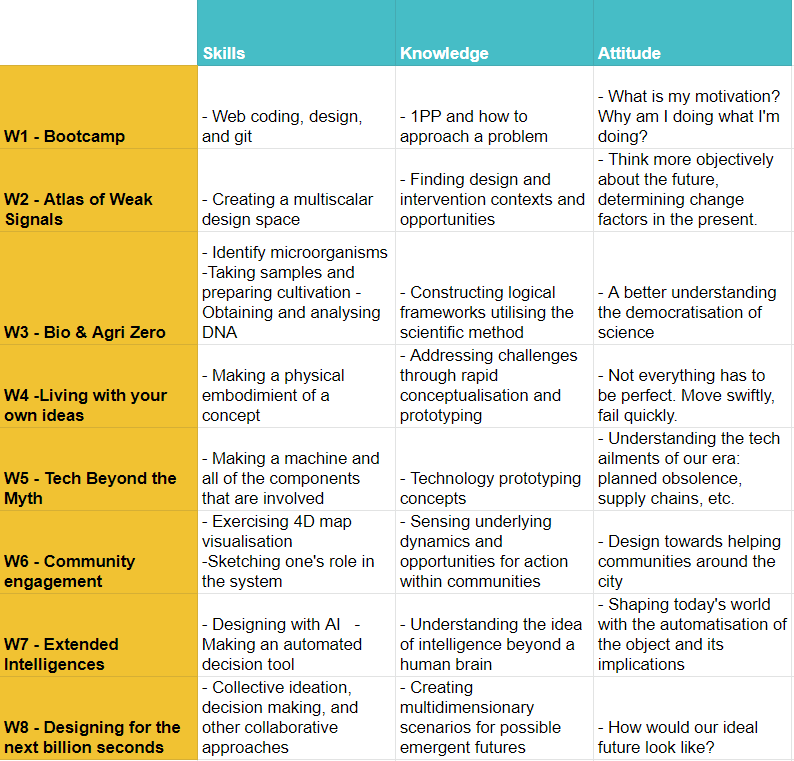 Skills Knowledge Attitude
W1 - Bootcamp
- Web coding, design,
and git
- 1PP and how to
approach a problem
- What is my motivation?
Why am I doing what I'm
doing?
W2 - Atlas of Weak
Signals
- Creating a multiscalar
design space
- Finding design and
intervention contexts and
opportunities
- Think more objectively
about the future,
determining change
factors in the present.
W3 - Bio & Agri Zero
- Identify microorganisms
-Taking samples and
preparing cultivation -
Obtaining and analysing
DNA
- Constructing logical
frameworks utilising the
scientific method
- A better understanding
the democratisation of
science
W4 -Living with your
own ideas
- Making a physical
embodimient of a
concept
- Addressing challenges
through rapid
conceptualisation and
prototyping
- Not everything has to
be perfect. Move swiftly,
fail quickly.
W5 - Tech Beyond the
Myth
- Making a machine and
all of the components
that are involved
- Technology prototyping
concepts
- Understanding the tech
ailments of our era:
planned obsolence,
supply chains, etc.
W6 - Community
engagement
- Exercising 4D map
visualisation
-Sketching one's role in
the system
- Sensing underlying
dynamics and
opportunities for action
within communities
- Design towards helping
communities around the
city
W7 - Extended
Intelligences
- Designing with AI -
Making an automated
decision tool
- Understanding the idea
of intelligence beyond a
human brain
- Shaping today's world
with the automatisation of
the object and its
implications
W8 - Designing for the
next billion seconds
- Collective ideation,
decision making, and
other collaborative
approaches
- Creating
multidimensionary
scenarios for possible
emergent futures
- How would our ideal
future look like?